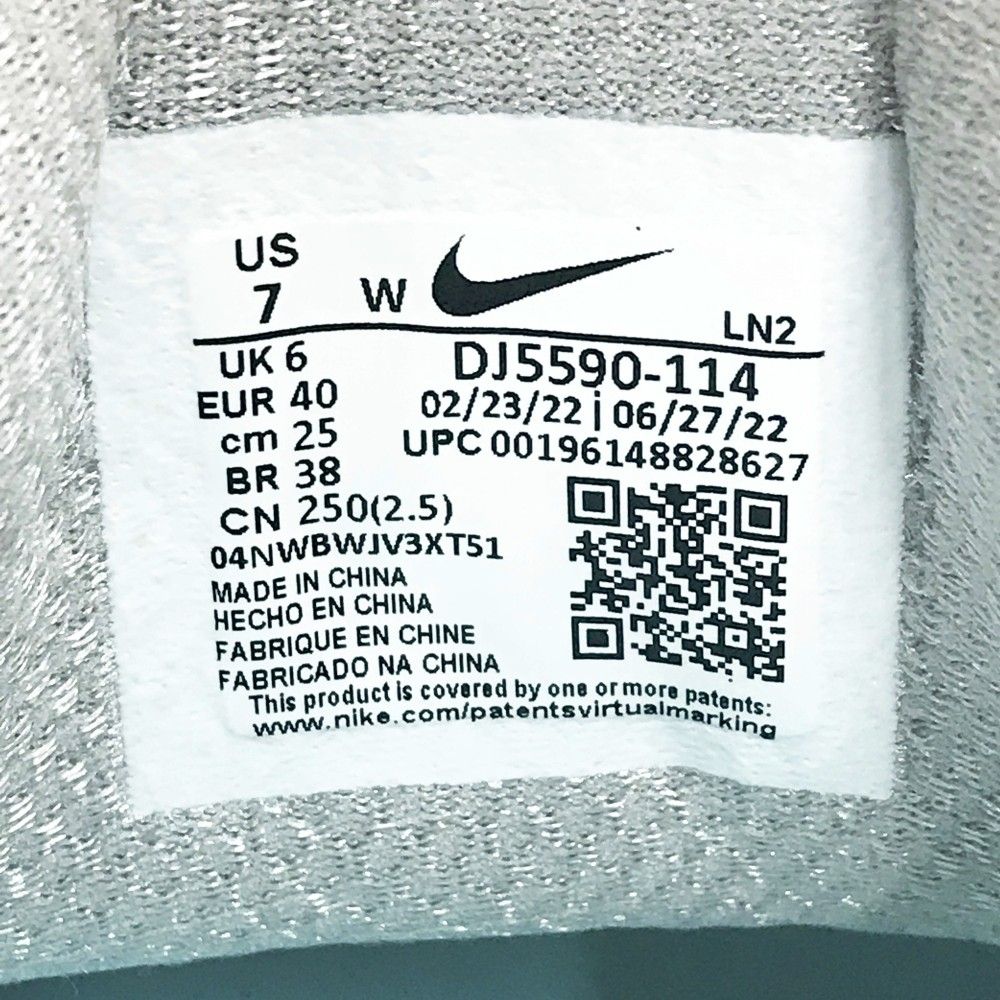 US
7 W
LN2
UK 6
EUR 40
cm 25
BR 38
CN 250(2.5)
DJ5590-114
02/23/22 | 06/27/22
UPC 00196148828627
04NWBWJV3XT51
MADE IN CHINA
HECHO EN CHINA
FABRIQUE EN CHINE
FABRICADO NA CHINA
This product is covered by one or more patents:
www.nike.com/patentsvirtualmarking